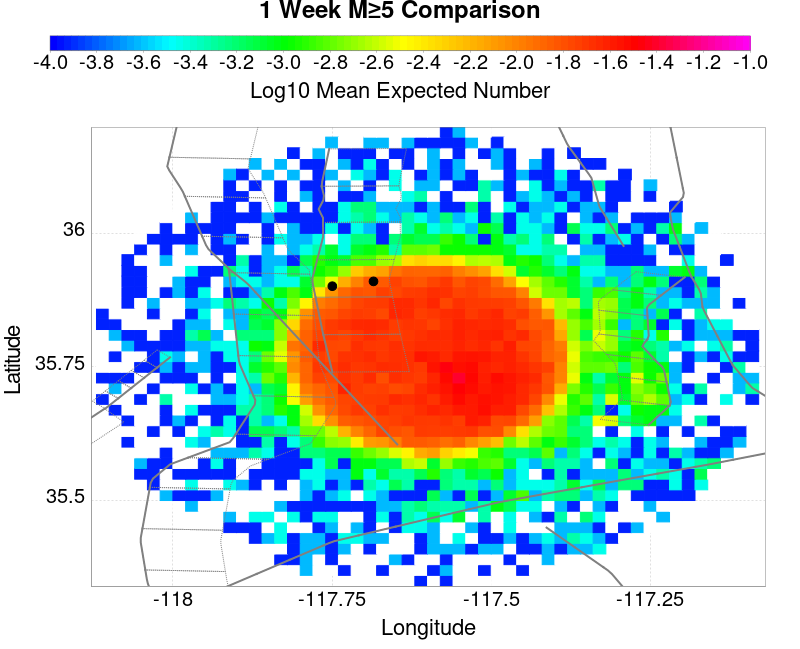 1 Week M≥5 Comparison
-4.0 -3.8 -3.6 -3.4 -3.2 -3.0 -2.8 -2.6 -2.4 -2.2 -2.0 -1.8 -1.6 -1.4 -1.2 -1.0
Log10 Mean Expected Number
36
35.75
35.5
Latitude
-118 -117.75 -117.5 -117.25
Longitude